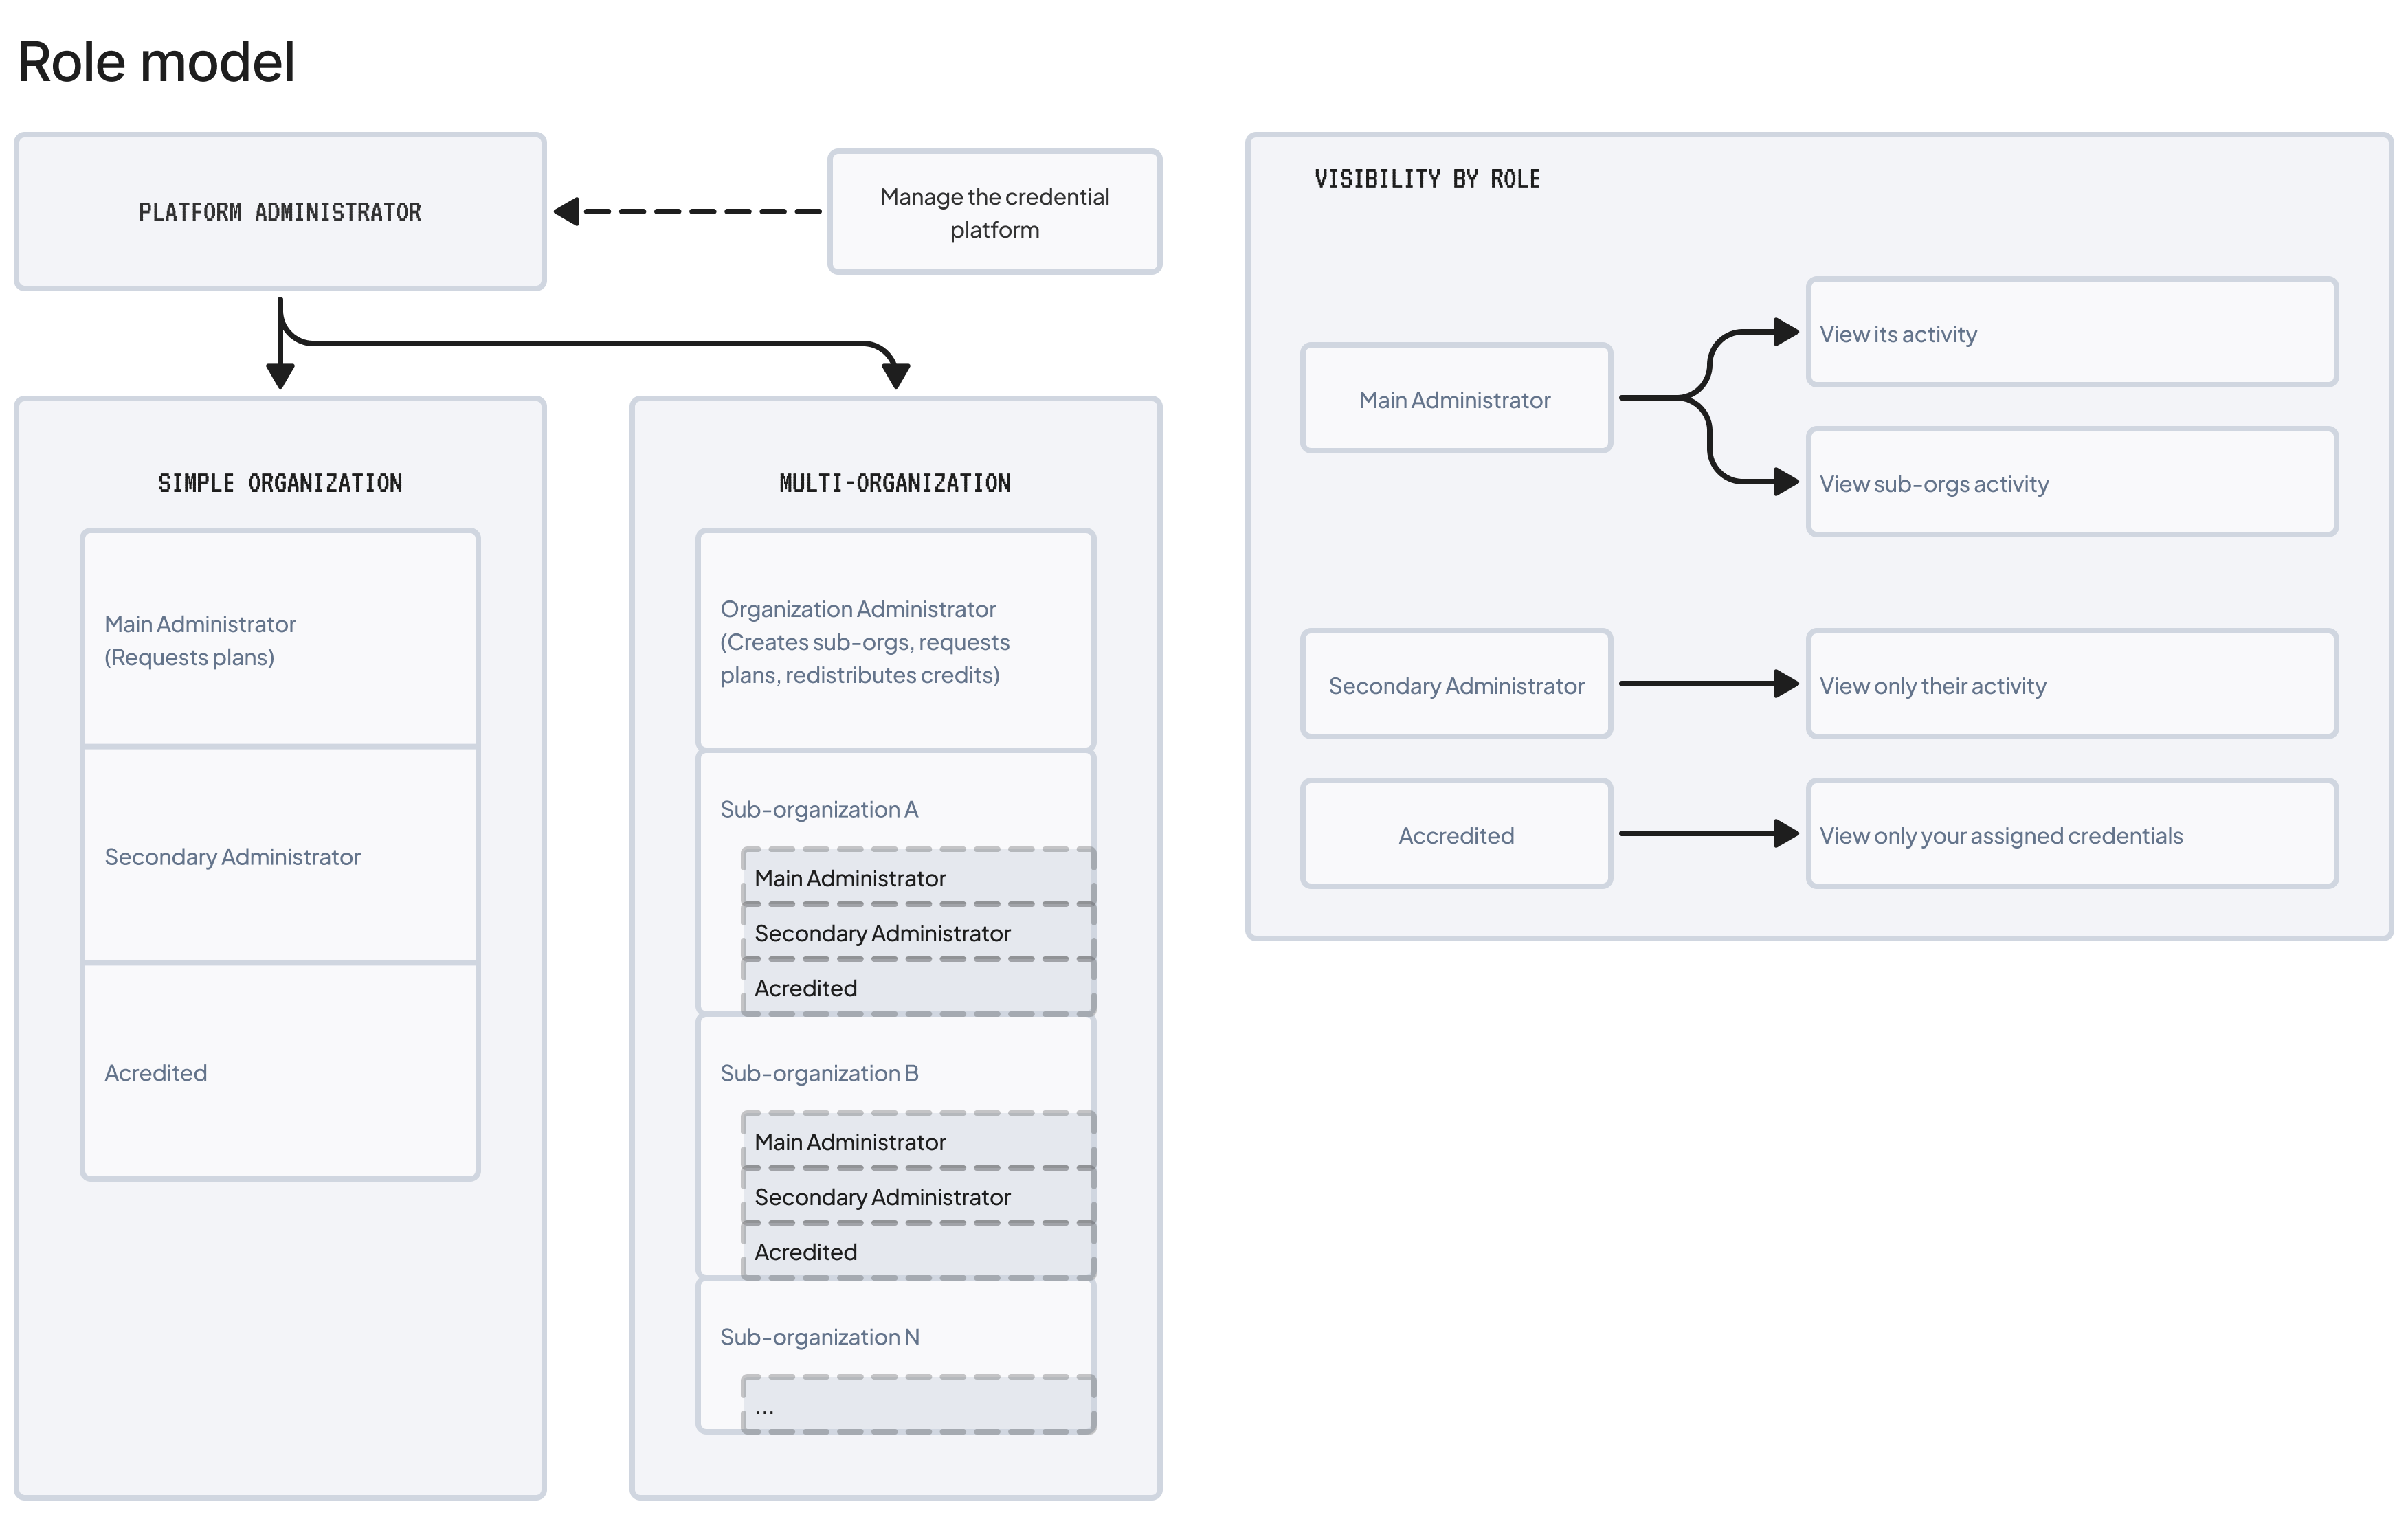 Role model
PLATFORM ADMINISTRATOR
Manage the credential
platform
SIMPLE ORGANIZATION
Main Administrator
(Requests plans)
Secondary Administrator
Acredited
MULTI-ORGANIZATION
Organization Administrator
(Creates sub-orgs, requests
plans, redistributes credits)
Sub-organization A
Main Administrator
Secondary Administrator
Acredited
Sub-organization B
Main Administrator
Secondary Administrator
Acredited
Sub-organization N
...
VISIBILITY BY ROLE
Main Administrator
View its activity
View sub-orgs activity
Secondary Administrator
View only their activity
Accredited
View only your assigned credentials